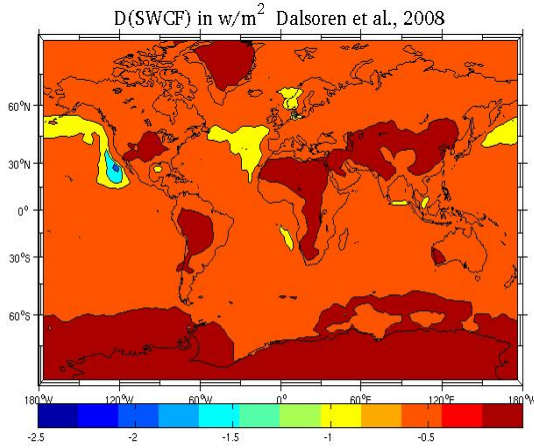 D(SWCF) in w/m² Dalsoren et al., 2008
60°N
30°N
0°
30°S
60°S
180°W 120°W 60°W 0° 60°E 120°E 180°W
-2.5 -2 -1.5 -1 -0.5